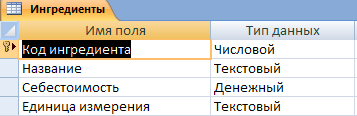 Ингредиенты
Имя поля Тип данных
Код ингредиента Числовой
Название Текстовый
Себестоимость Денежный
Единица измерения Текстовый